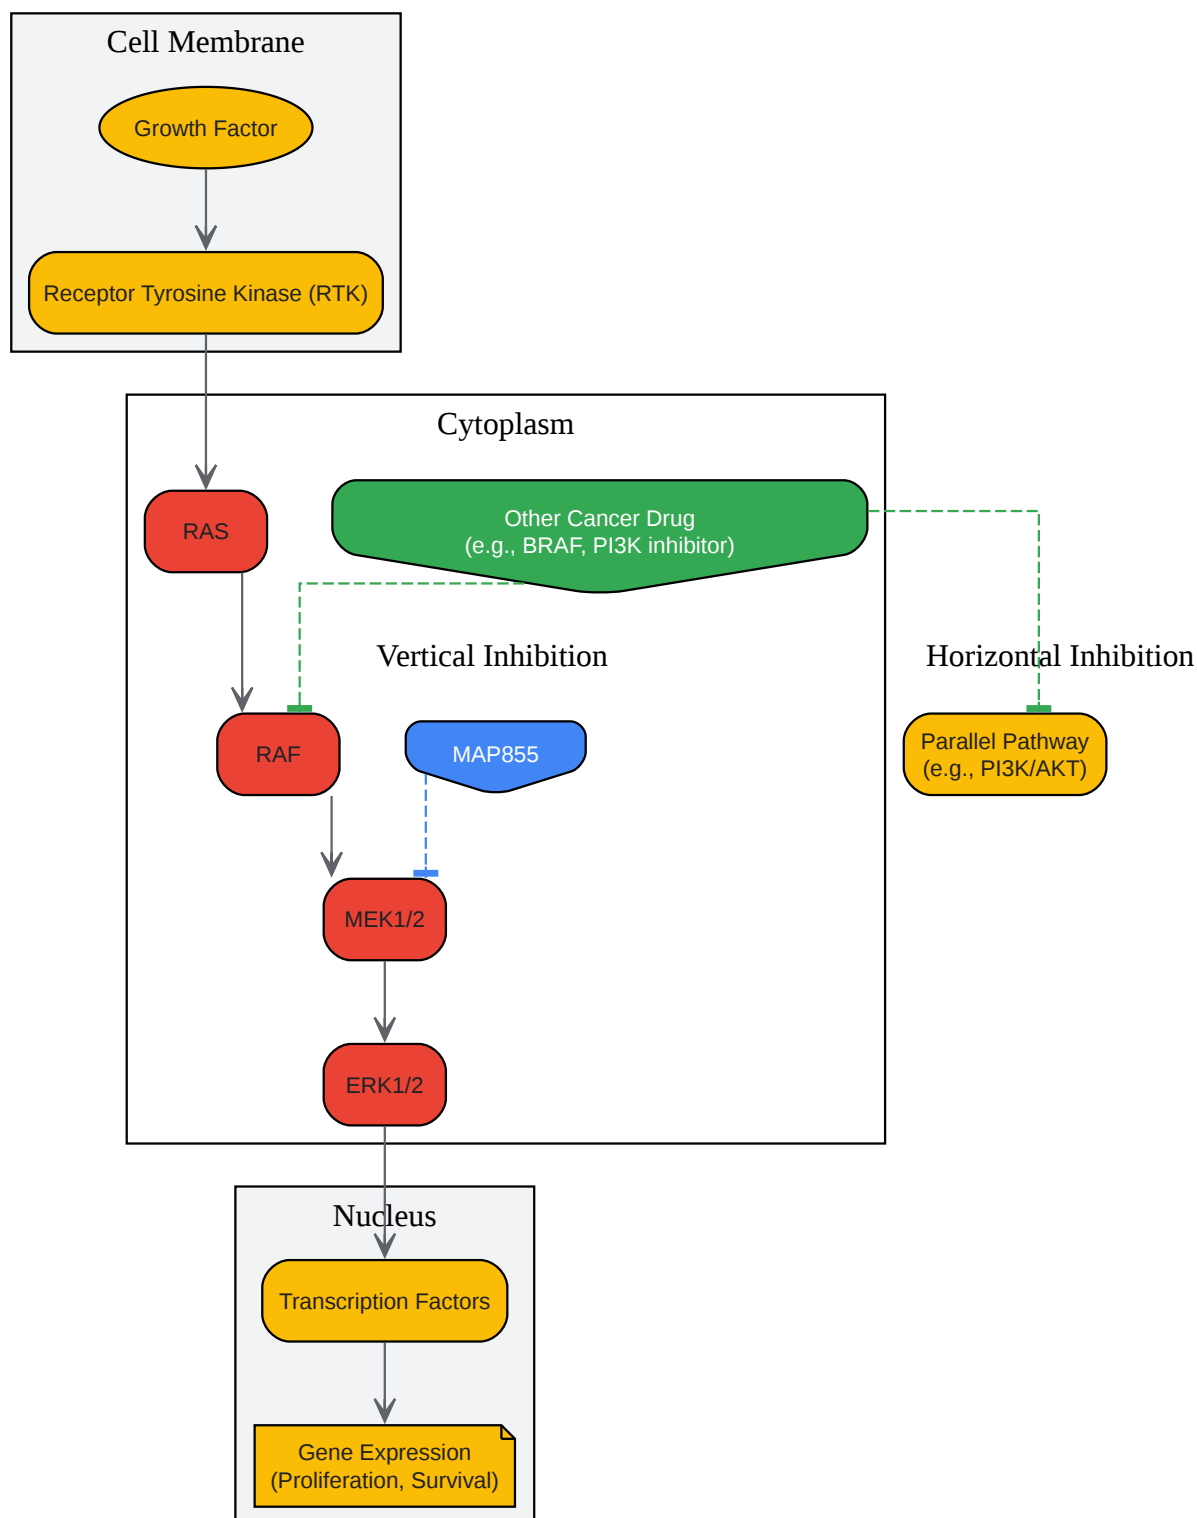 Cell Membrane
Growth Factor
Receptor Tyrosine Kinase (RTK)
Cytoplasm
RAS
Other Cancer Drug
(e.g., BRAF, PI3K inhibitor)
Vertical Inhibition
Horizontal Inhibition
RAF
MAP855
Parallel Pathway
(e.g., PI3K/AKT)
MEK1/2
ERK1/2
Nucleus
Transcription Factors
Gene Expression
(Proliferation, Survival)